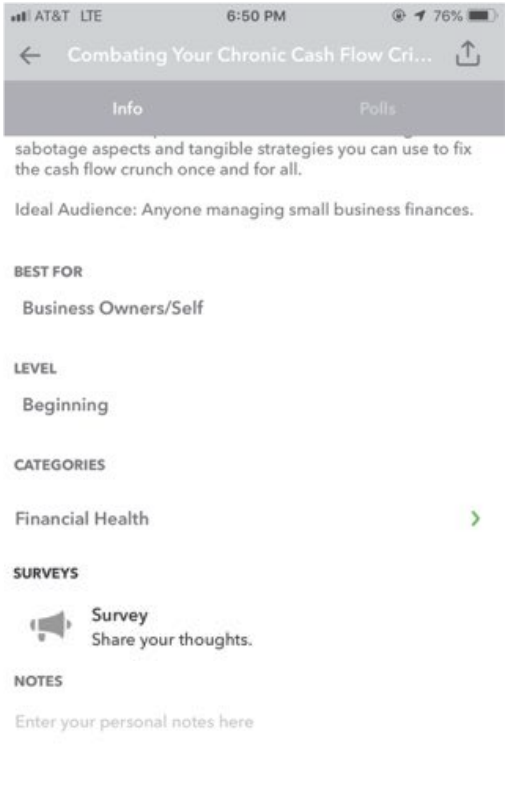 AT&T LTE 6:50 PM 76%
Combating Your Chronic Cash Flow Cri...
Info Polls
sabotage aspects and tangible strategies you can use to fix
the cash flow crunch once and for all.
Ideal Audience: Anyone managing small business finances.
BEST FOR
Business Owners/Self
LEVEL
Beginning
CATEGORIES
Financial Health
SURVEYS
Survey
Share your thoughts.
NOTES
Enter your personal notes here